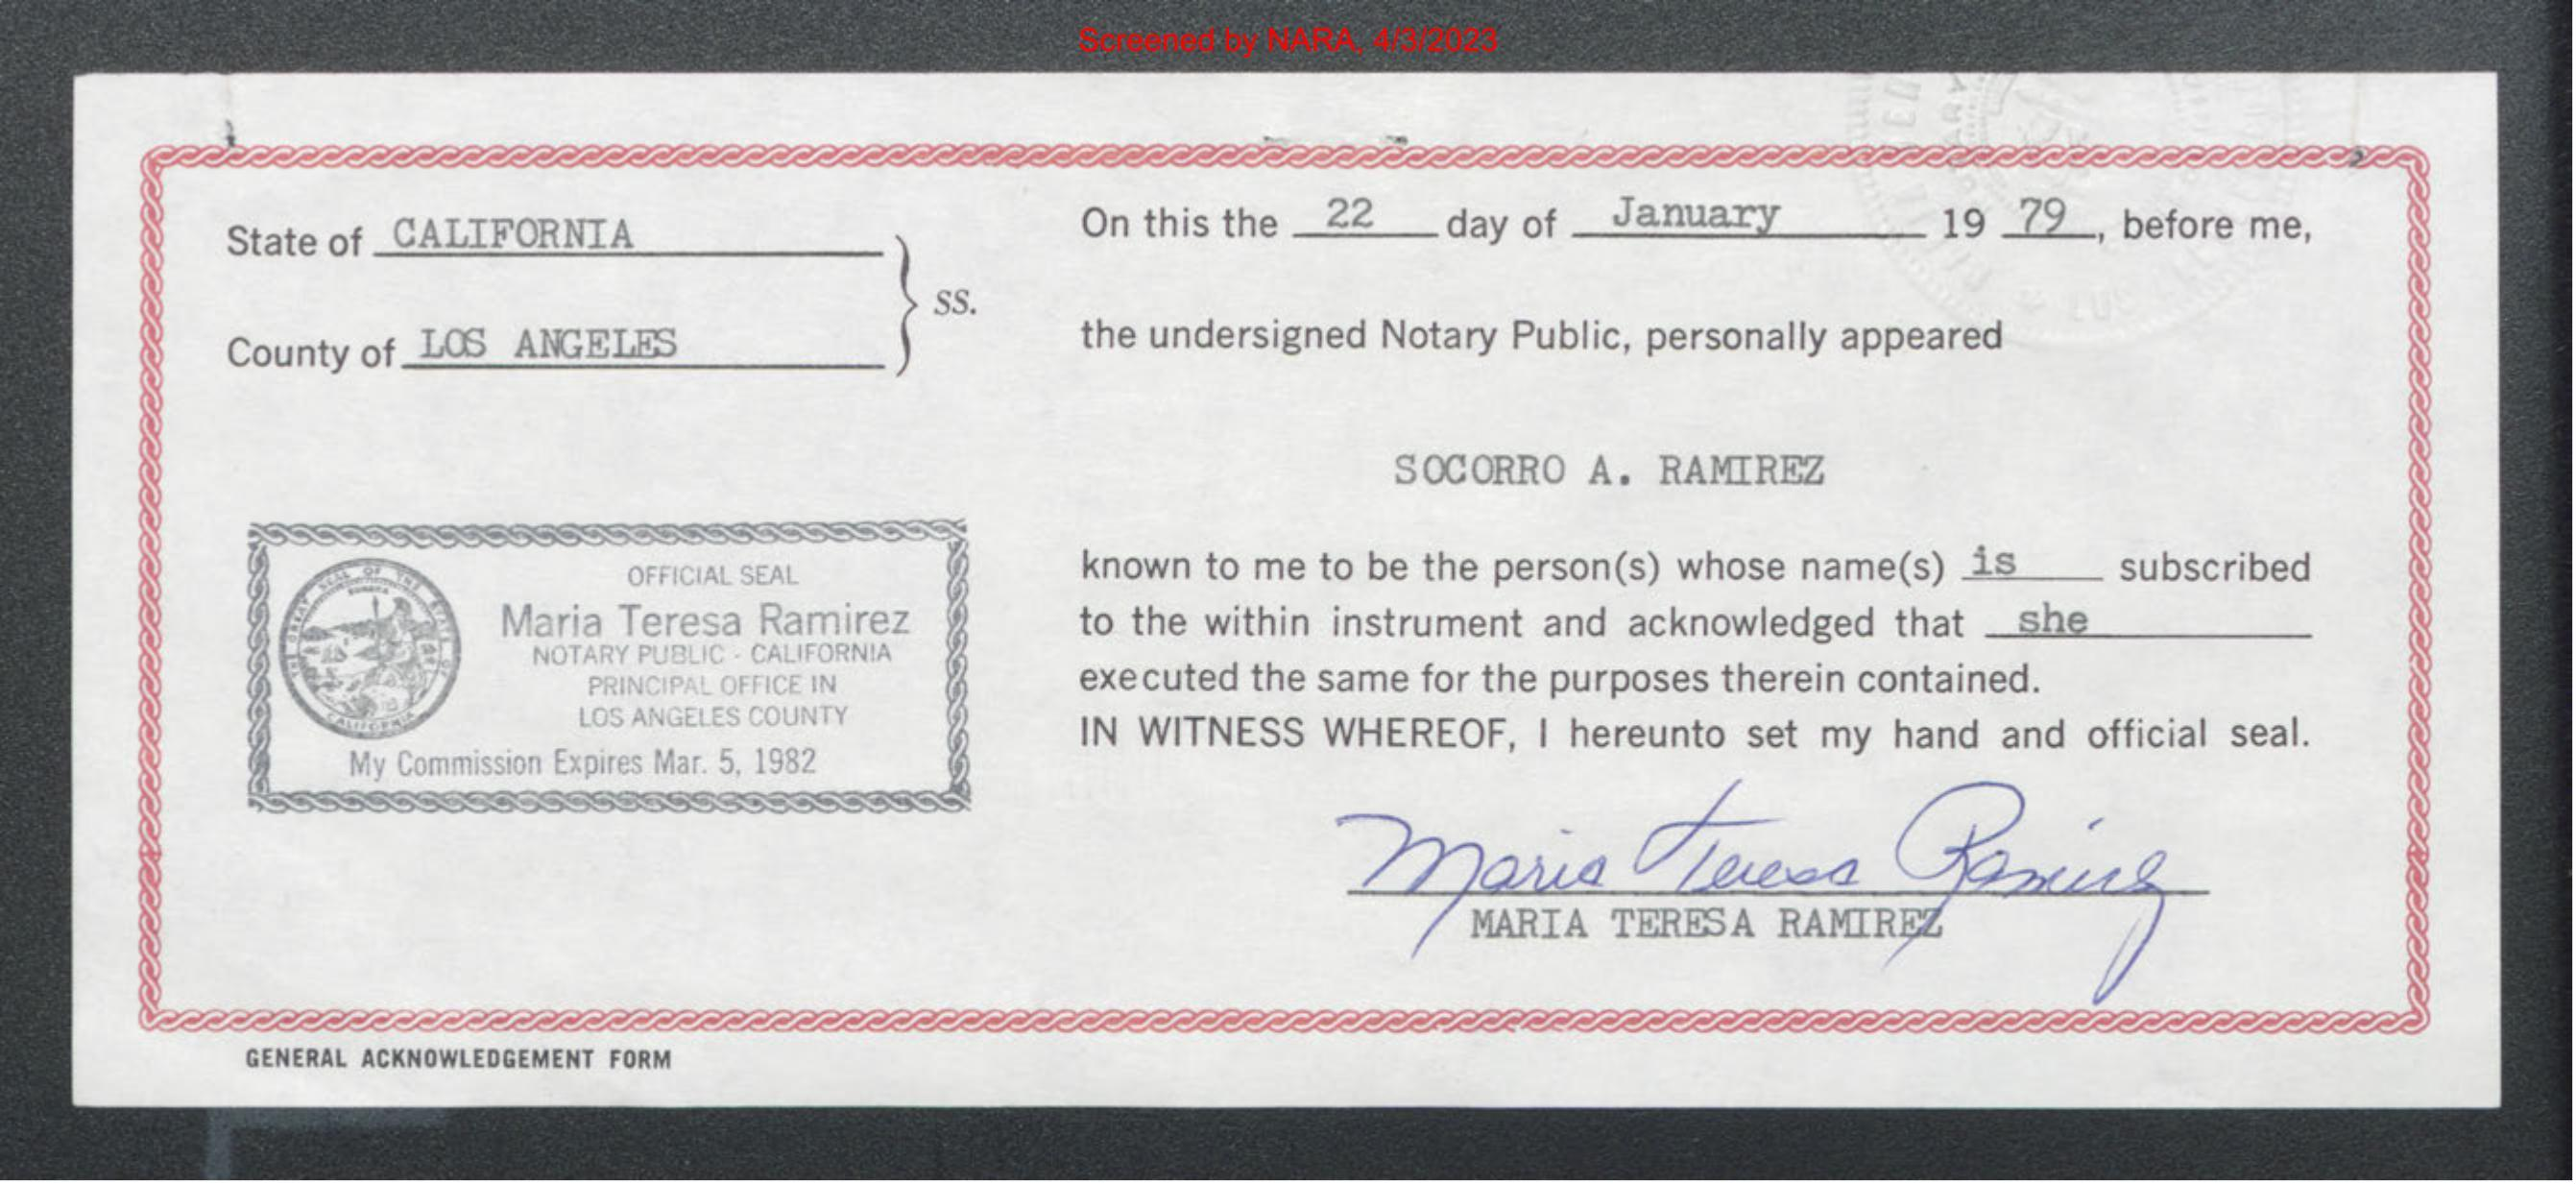 Screened by NARA, 4/3/2023
State of CALIFORNIA
County of LOS ANGELES
SS.
On this the 22 day of January 19 79, before me,
the undersigned Notary Public, personally appeared
SOCORRO A. RAMIREZ
known to me to be the person(s) whose name(s) is subscribed
to the within instrument and acknowledged that she
executed the same for the purposes therein contained.
IN WITNESS WHEREOF, I hereunto set my hand and official seal.
Maria Teresa Ramirez
MARIA TERESA RAMIREZ
OFFICIAL SEAL
Maria Teresa Ramirez
NOTARY PUBLIC - CALIFORNIA
PRINCIPAL OFFICE IN
LOS ANGELES COUNTY
My Commission Expires Mar. 5, 1982
GREAT SEAL OF THE STATE OF
CALIFORNIA
GENERAL ACKNOWLEDGEMENT FORM